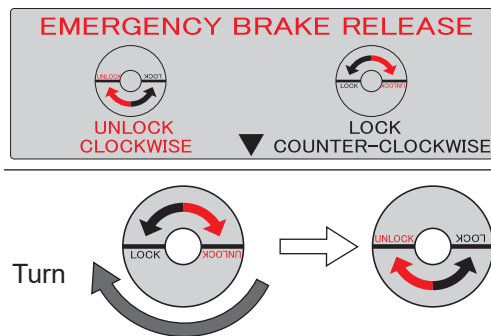 EMERGENCY BRAKE RELEASE
UNLOCK LOCK
LOCK UNLOCK
UNLOCK
CLOCKWISE
LOCK
COUNTER-CLOCKWISE
Turn
LOCK UNLOCK
UNLOCK LOCK